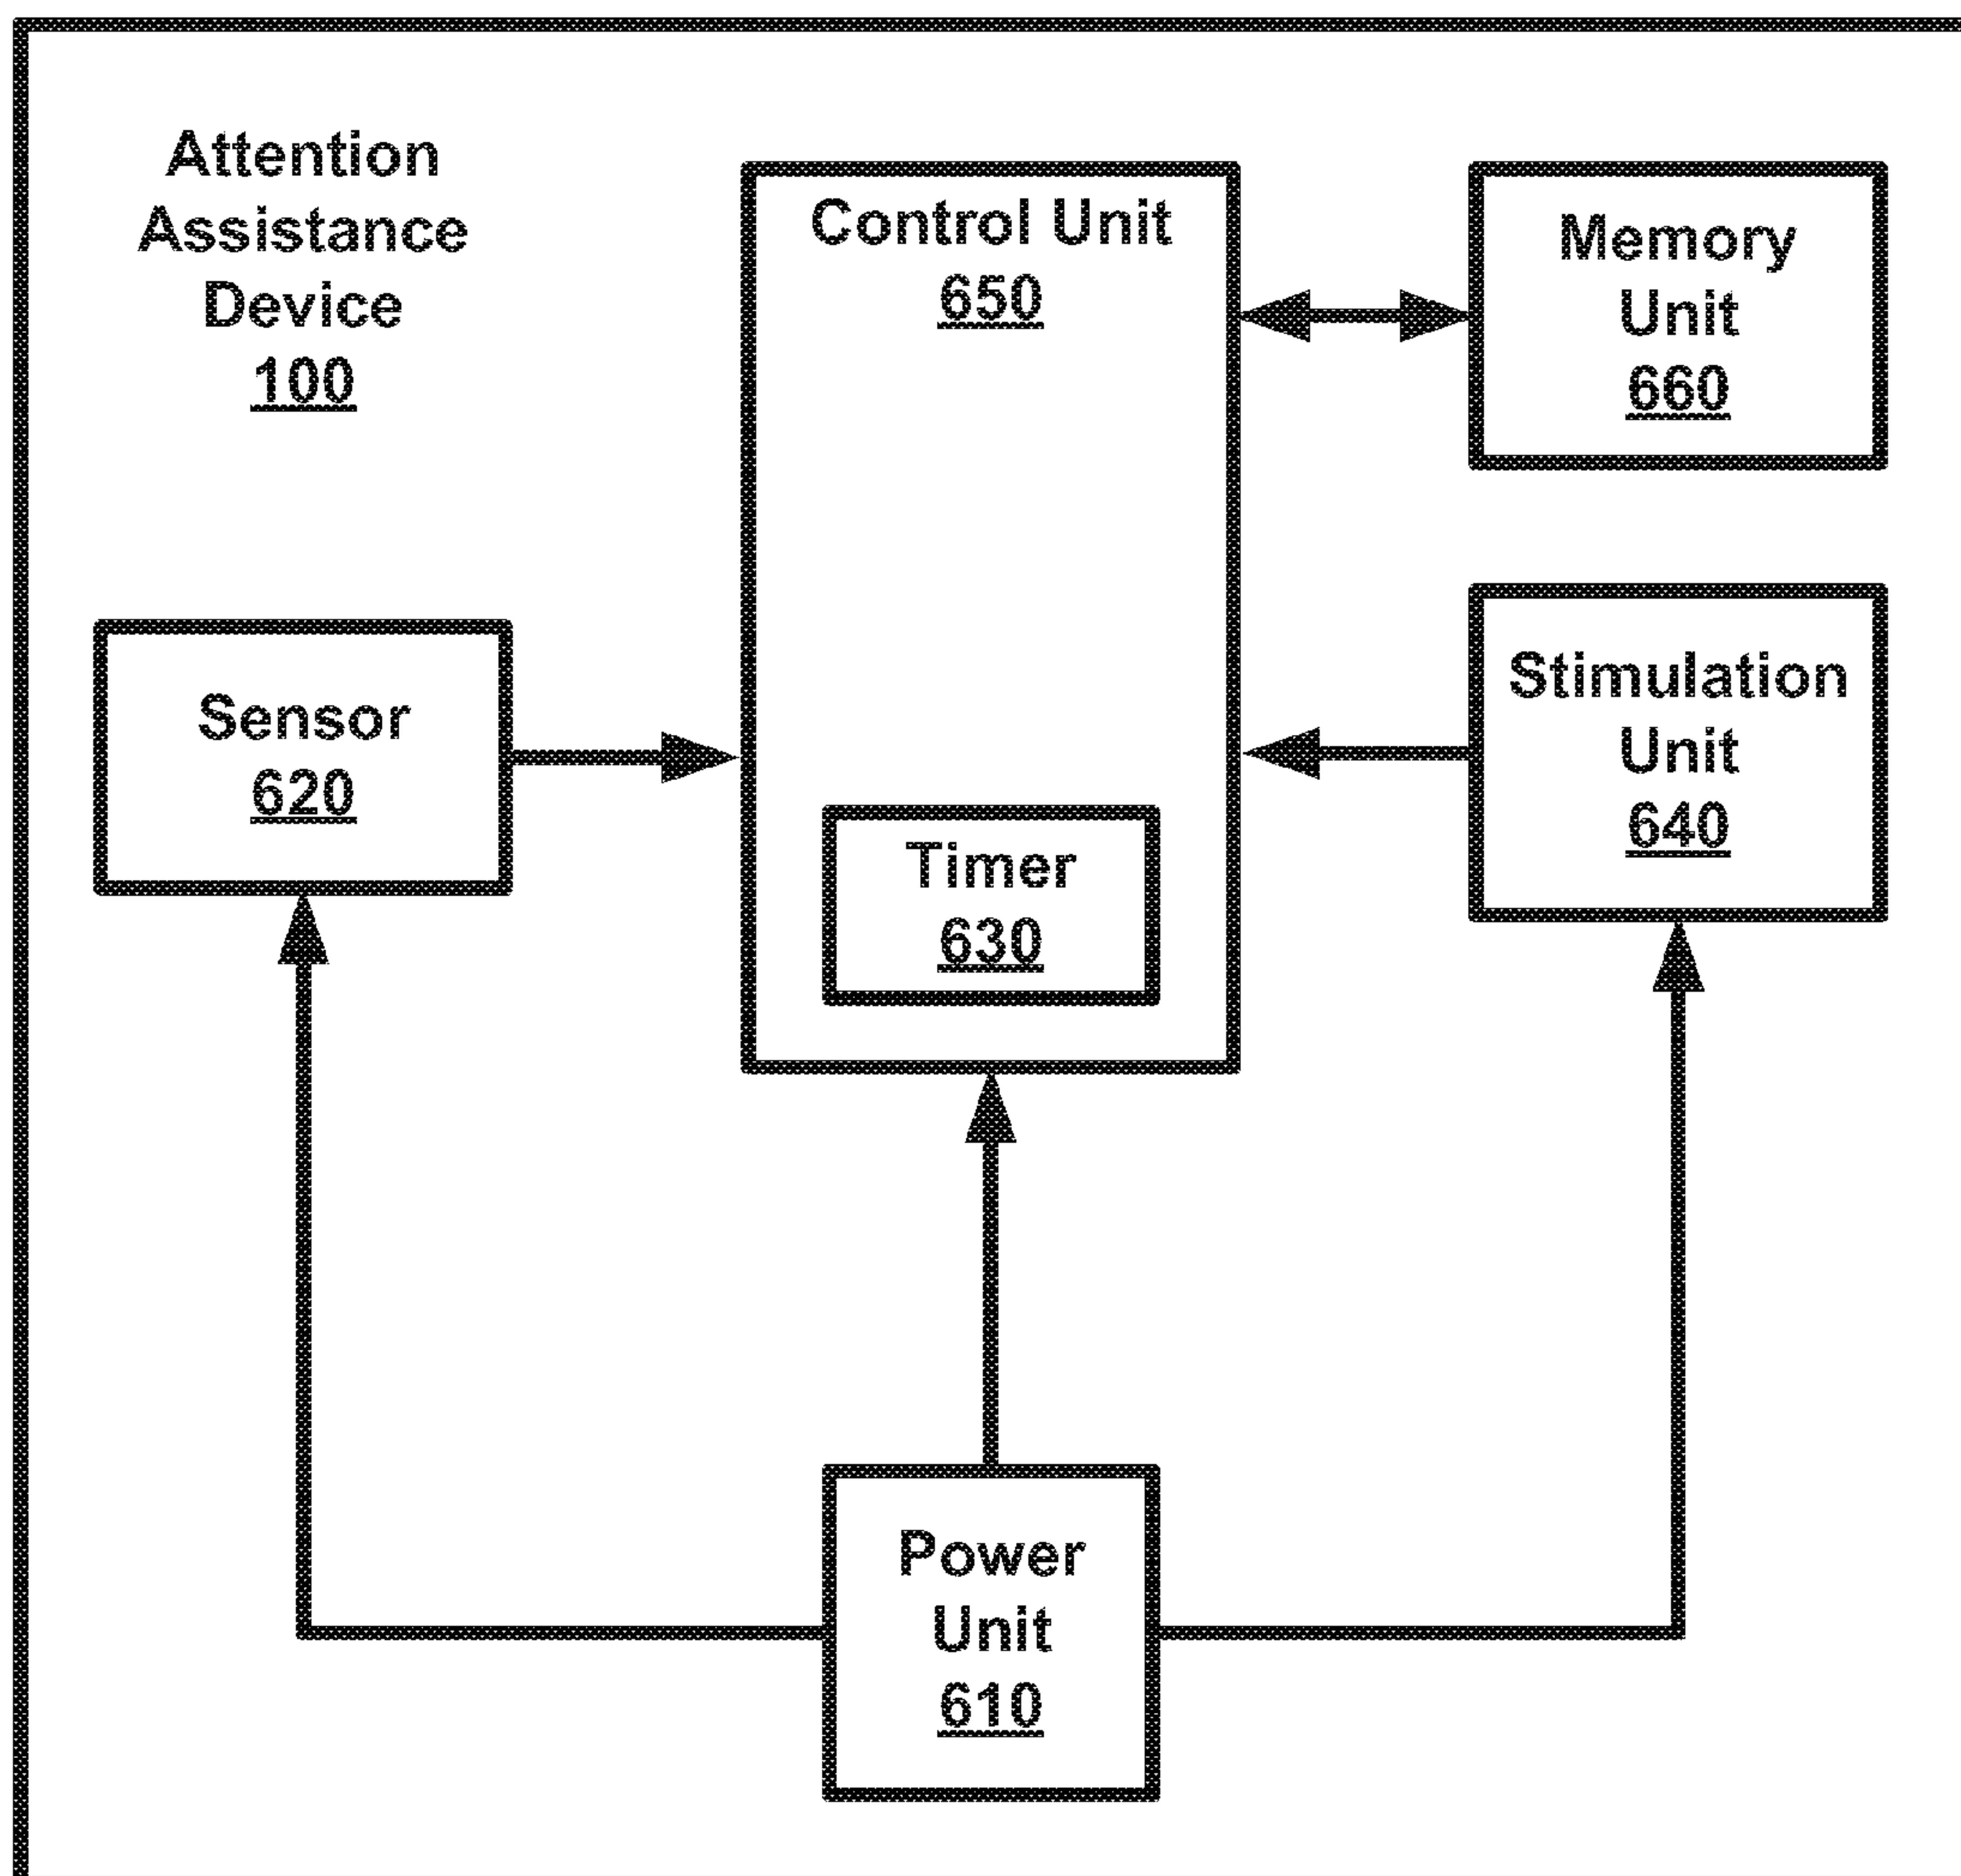 Attention
Assistance
Device
100
Control Unit
650
Memory
Unit
660
Sensor
620
Stimulation
Unit
640
Timer
630
Power
Unit
610